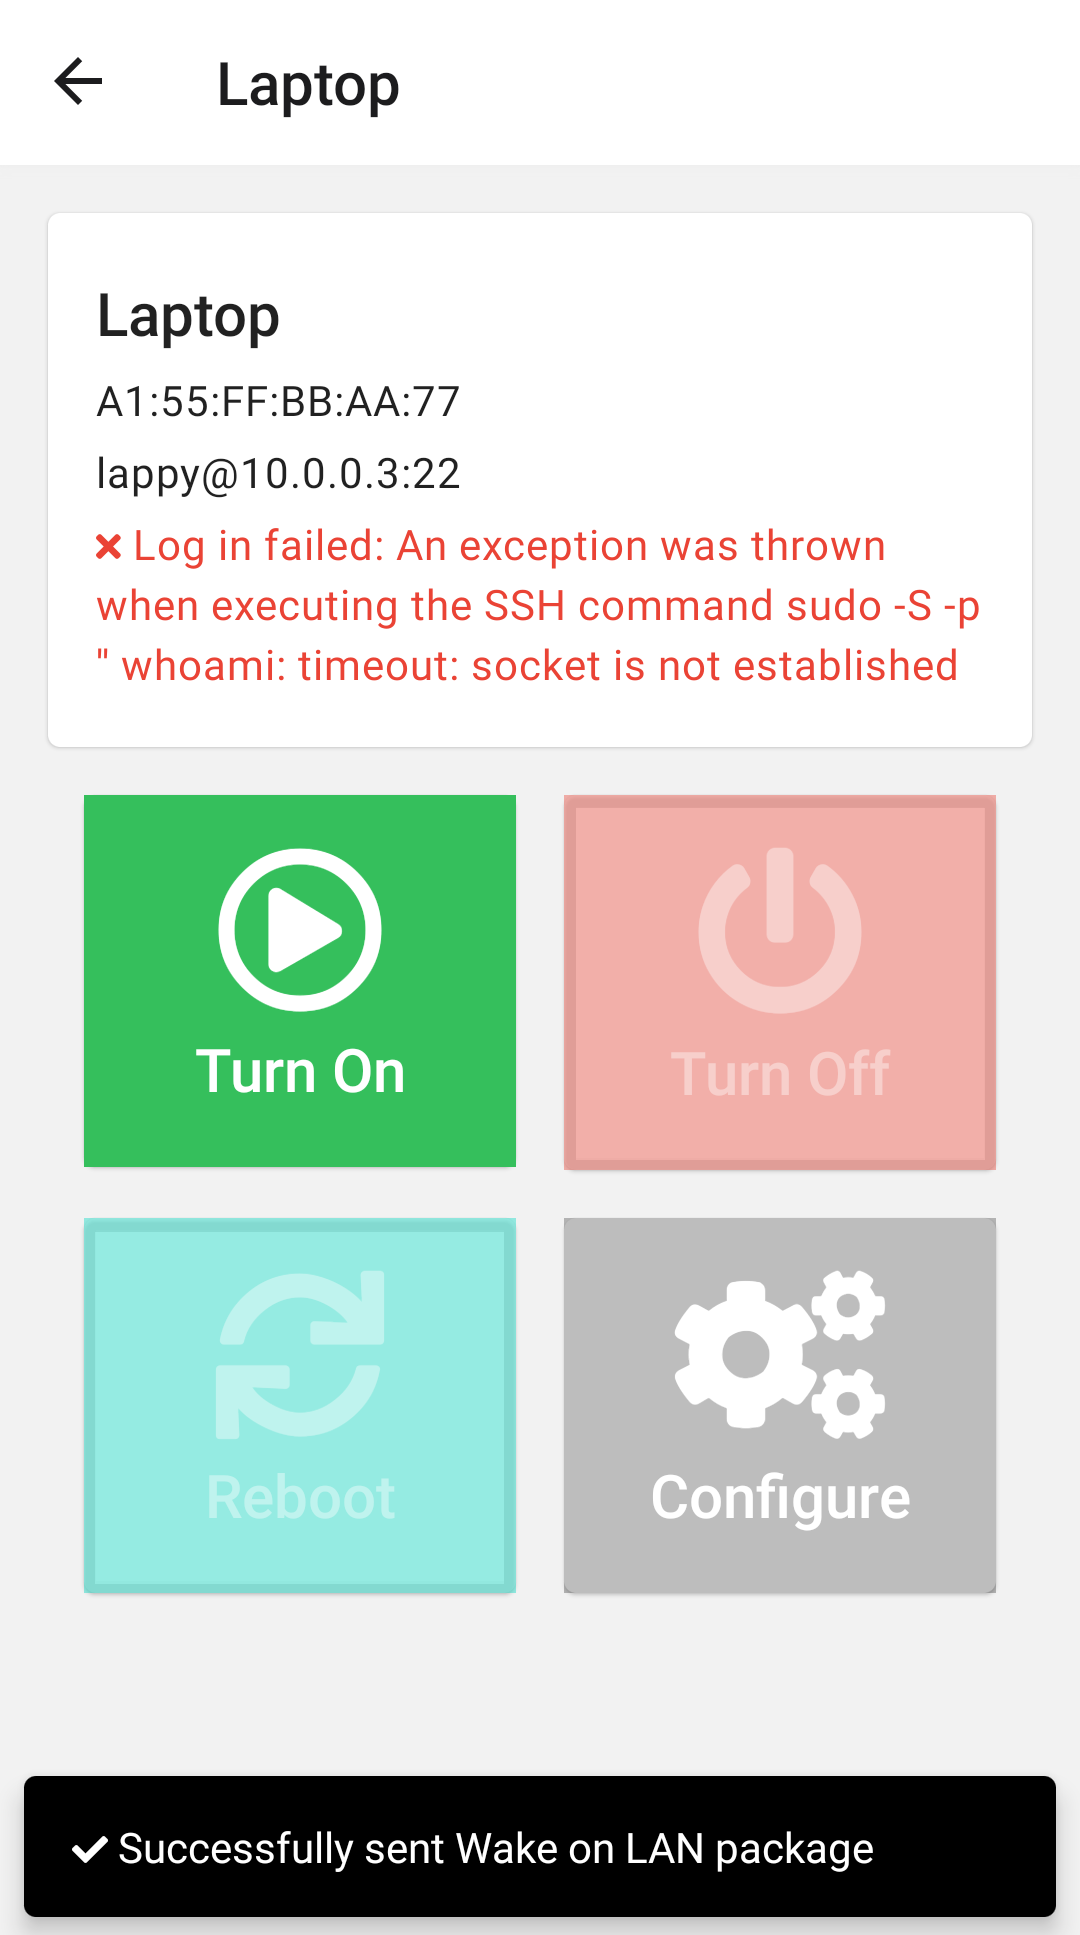 Laptop
Laptop
A1:55:FF:BB:AA:77
lappy@10.0.0.3:22
Log in failed: An exception was thrown
when executing the SSH command sudo -S -p
" whoami: timeout: socket is not established
Turn On
Turn Off
Reboot
Configure
Successfully sent Wake on LAN package